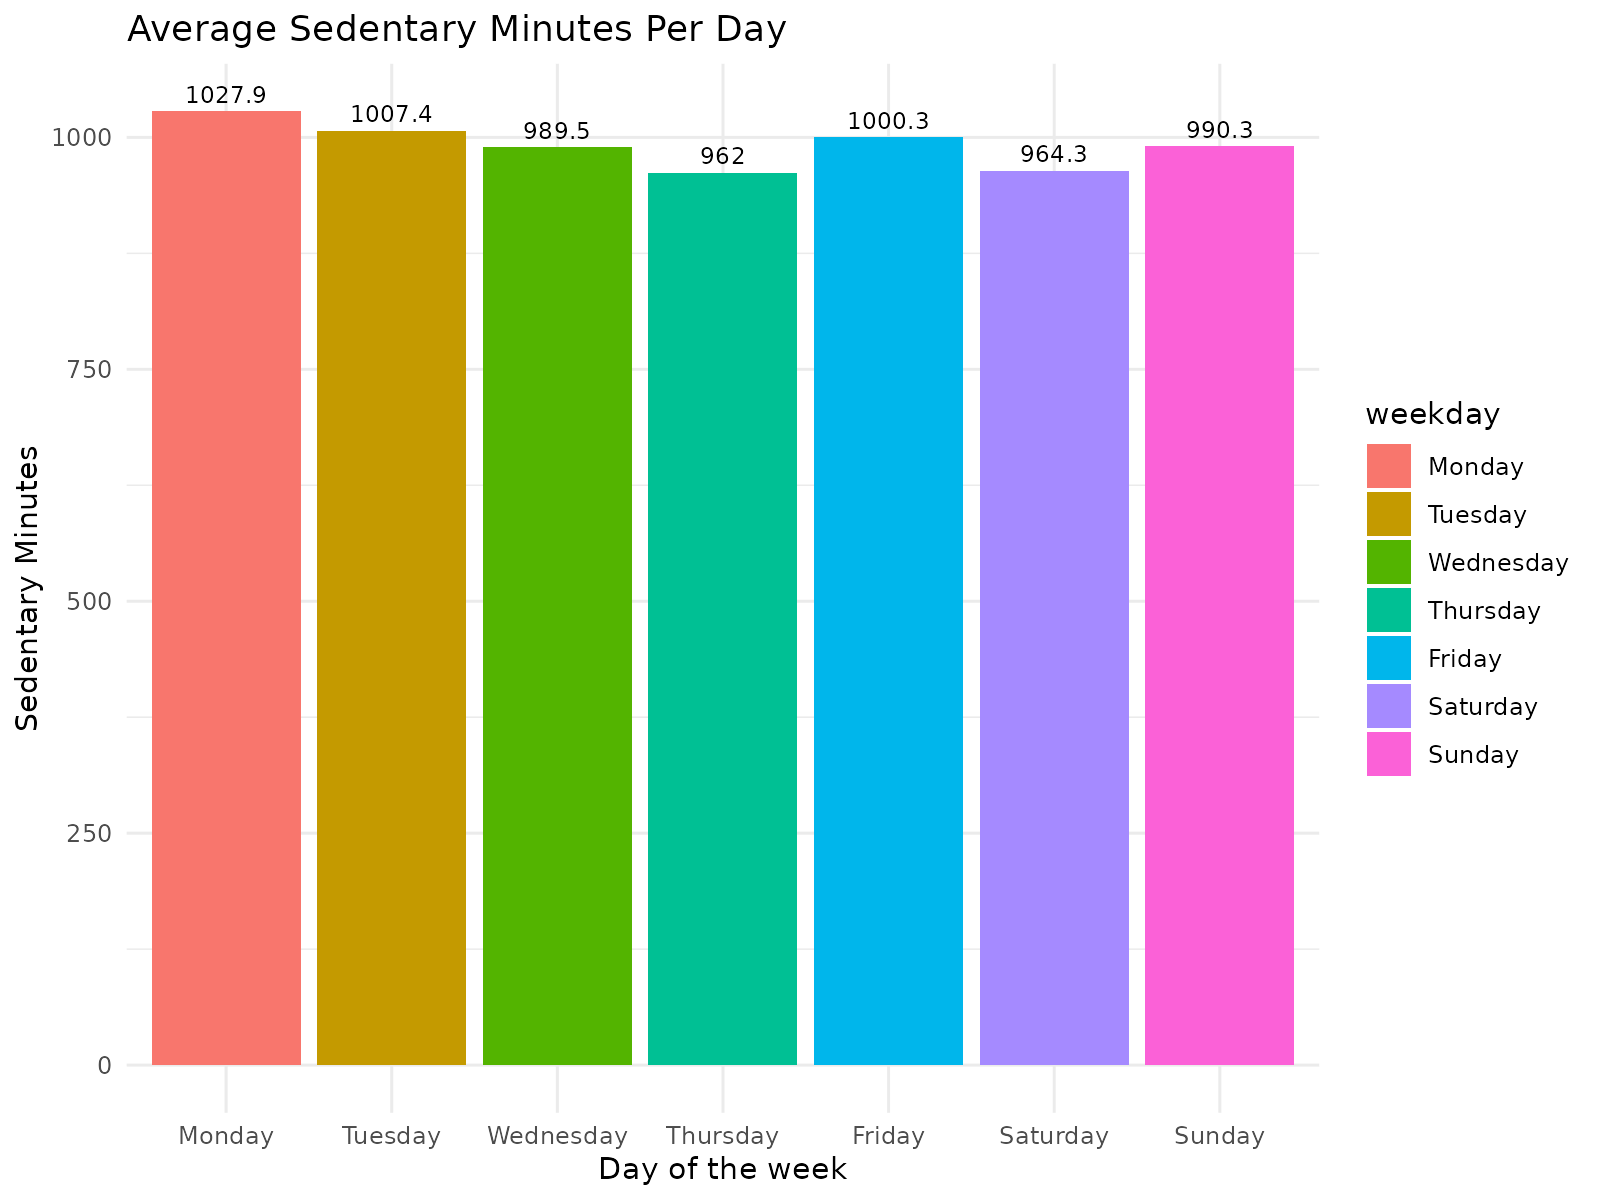 Average Sedentary Minutes Per Day
1027.9
1007.4
989.5
962
1000.3
964.3
990.3
1000
750
500
250
0
Sedentary Minutes
Monday
Tuesday
Wednesday
Thursday
Friday
Saturday
Sunday
Day of the week
weekday
Monday
Tuesday
Wednesday
Thursday
Friday
Saturday
Sunday